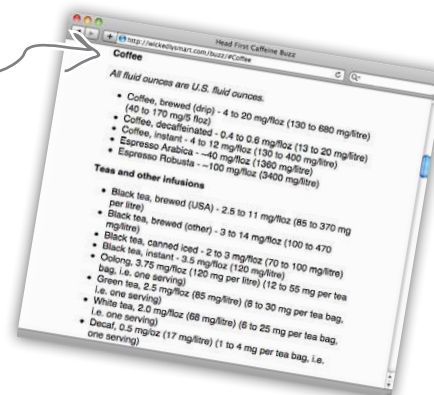 Head First Caffeine Buzz
http://wickedlysmart.com/buzz/#Coffee
Coffee
All fluid ounces are U.S. fluid ounces.
• Coffee, brewed (drip) - 4 to 20 mg/floz (130 to 680 mg/litre)
(40 to 170 mg/5 floz)
• Coffee, decaffeinated - 0.4 to 0.6 mg/floz (13 to 20 mg/litre)
• Coffee, instant - 4 to 12 mg/floz (130 to 400 mg/litre)
• Espresso Arabica - ~40 mg/floz (1360 mg/litre)
• Espresso Robusta - ~100 mg/floz (3400 mg/litre)
Teas and other infusions
• Black tea, brewed (USA) - 2.5 to 11 mg/floz (85 to 370 mg
per litre)
• Black tea, brewed (other) - 3 to 14 mg/floz (100 to 470
mg/litre)
• Black tea, canned iced - 2 to 3 mg/floz (70 to 100 mg/litre)
• Black tea, instant - 3.5 mg/floz (120 mg/litre)
• Oolong, 3.75 mg/floz (120 mg per litre) (12 to 55 mg per tea
bag, i.e. one serving)
• Green tea, 2.5 mg/floz (85 mg/litre) (8 to 30 mg per tea bag,
i.e. one serving)
• White tea, 2.0 mg/floz (68 mg/litre) (6 to 25 mg per tea bag,
i.e. one serving)
• Decaf, 0.5 mg/oz (17 mg/litre) (1 to 4 mg per tea bag, i.e.
one serving)